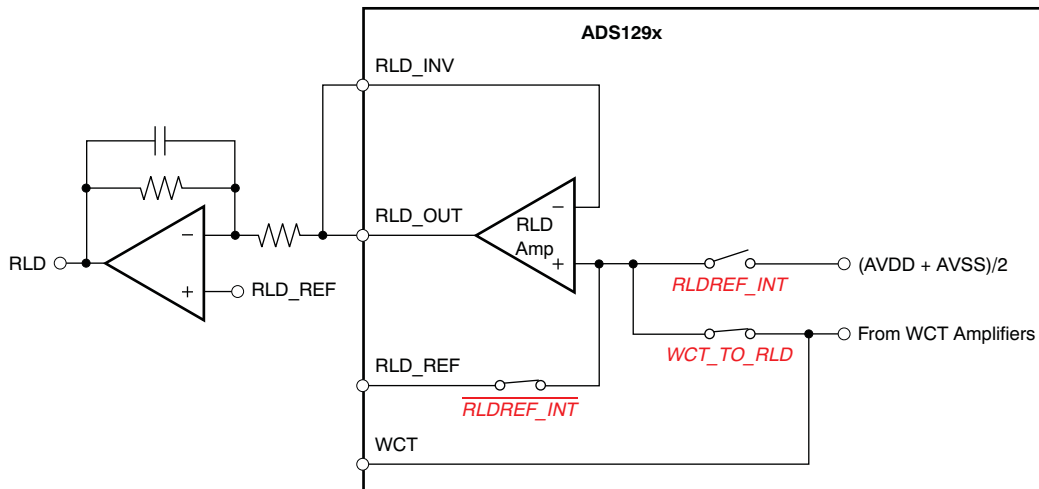 ADS129x
RLD_INV
RLD_OUT
−
RLD
Amp
+
RLD
−
+
RLD_REF
RLDREF_INT
(AVDD + AVSS)/2
WCT_TO_RLD
From WCT Amplifiers
RLD_REF
RLDREF_INT
WCT